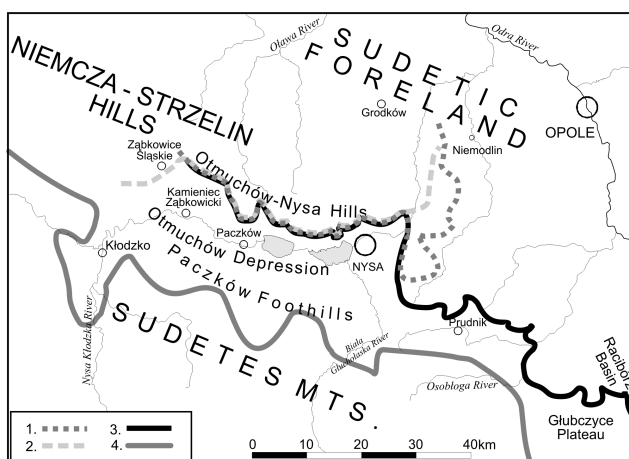 Oława River
Odra River
SUDETIC
FORELAND
NIEMCZA - STRZELIN
HILLS
Grodków
OPOLE
Niemodlin
Ząbkowice
Śląskie
Otmuchów-Nysa Hills
Kamieniec
Ząbkowicki
Otmuchów Depression
Paczków
NYSA
Kłodzko
Paczków Foothills
Nysa Kłodzka River
SUDETES MTS.
Biała
Głuchołaska River
Prudnik
Osobłoga River
Racibórz
Basin
Głubczyce
Plateau
1.
2.
3.
4.
0 10 20 30 40km